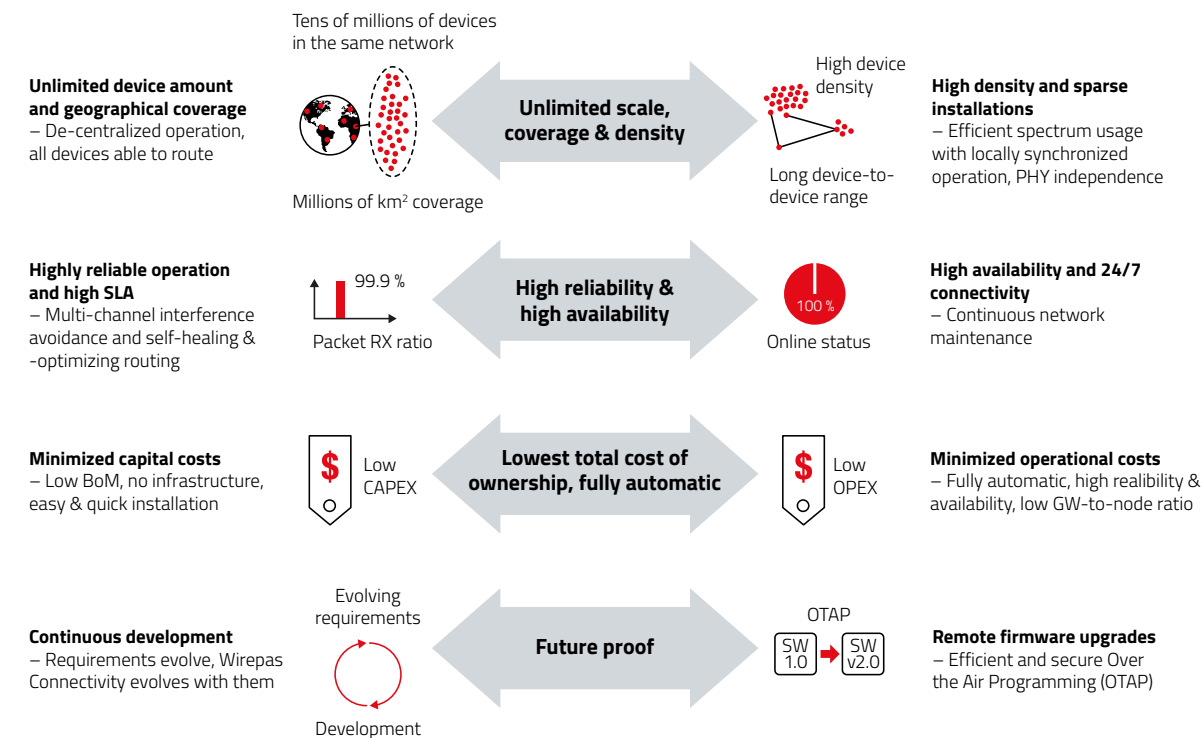 Tens of millions of devices
in the same network
Unlimited device amount
and geographical coverage
– De-centralized operation,
all devices able to route
Millions of km² coverage
Unlimited scale,
coverage & density
High device
density
Long device-to-
device range
High density and sparse
installations
– Efficient spectrum usage
with locally synchronized
operation, PHY independence
Highly reliable operation
and high SLA
– Multi-channel interference
avoidance and self-healing &
-optimizing routing
99.9 %
Packet RX ratio
High reliability &
high availability
100 %
Online status
High availability and 24/7
connectivity
– Continuous network
maintenance
Minimized capital costs
– Low BoM, no infrastructure,
easy & quick installation
$
Low
CAPEX
Lowest total cost of
ownership, fully automatic
$
Low
OPEX
Minimized operational costs
– Fully automatic, high realibility &
availability, low GW-to-node ratio
Continuous development
– Requirements evolve, Wirepas
Connectivity evolves with them
Evolving
requirements
Development
Future proof
OTAP
SW
1.0
SW
v2.0
Remote firmware upgrades
– Efficient and secure Over
the Air Programming (OTAP)